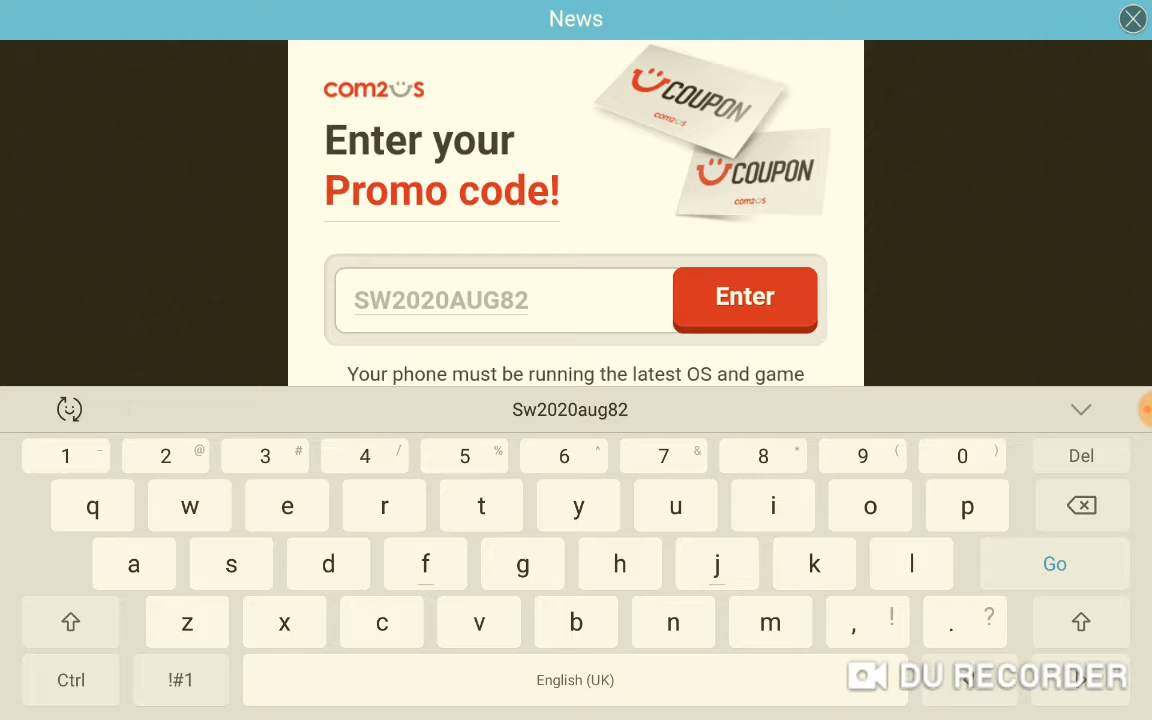 News
com2us
Enter your
Promo code!
COUPON
com2us
COUPON
com2us
SW2020AUG82
Enter
Your phone must be running the latest OS and game
Sw2020aug82
1 - 2 @ 3 # 4 / 5 % 6 ^ 7 & 8 * 9 ( 0 ) Del
q w e r t y u i o p
a s d f g h j k l Go
z x c v b n m , ! . ?
Ctrl !#1 English (UK)
DU RECORDER